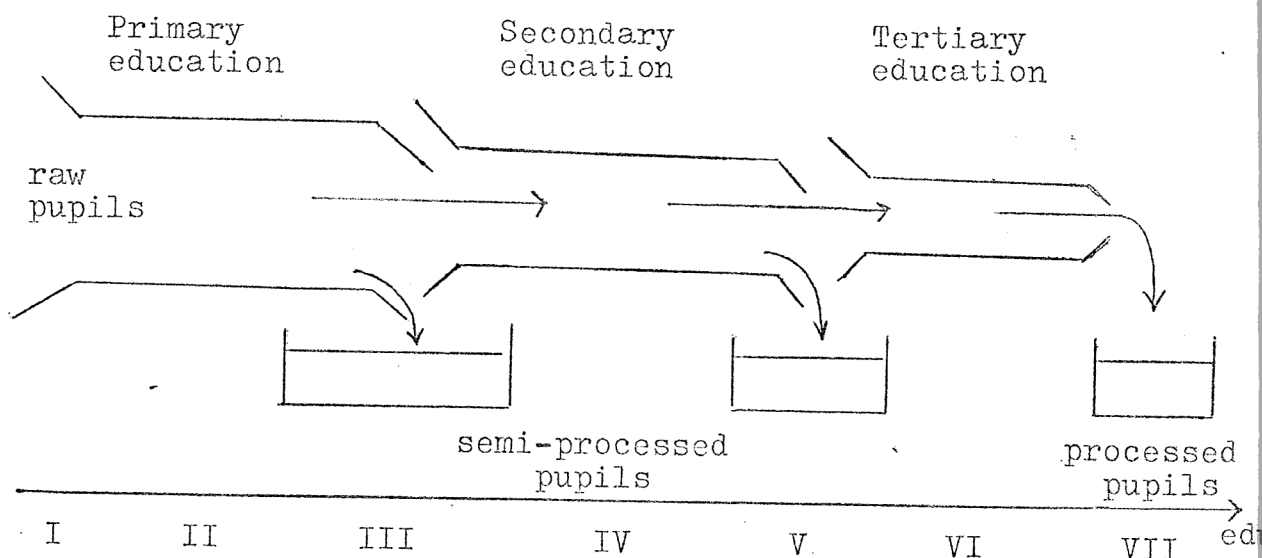 Primary
education
Secondary
education
Tertiary
education
raw
pupils
semi-processed
pupils
processed
pupils
I II III IV V VI VII